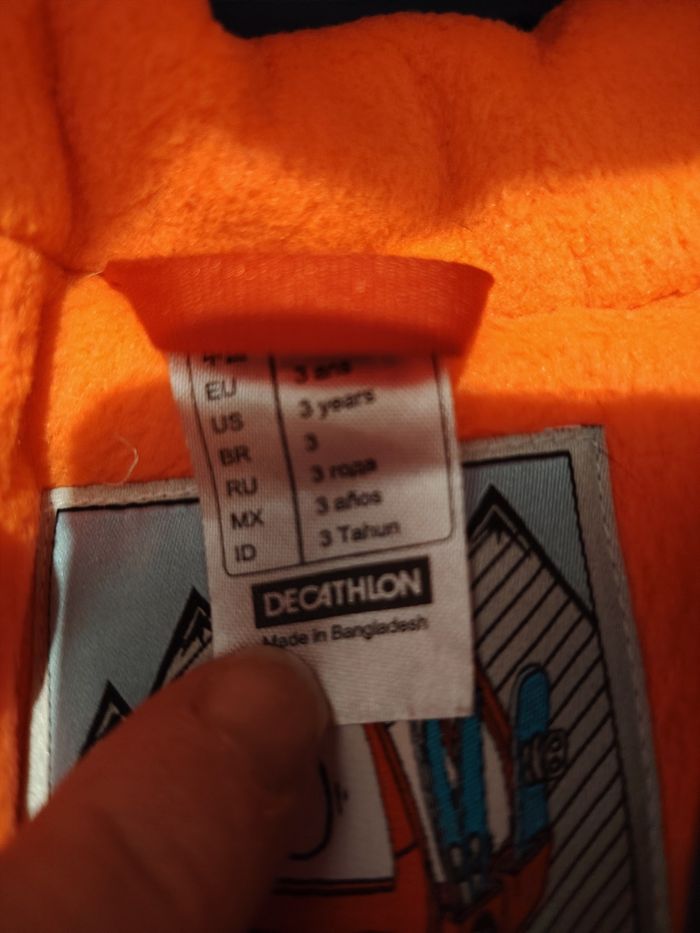 EU 3 ans
US 3 years
BR 3
RU 3 года
MX 3 años
ID 3 Tahun
DECATHLON
Made in Bangladesh